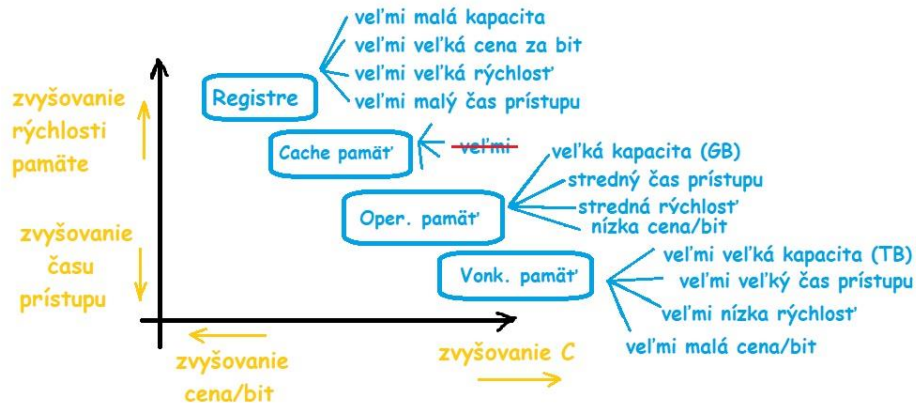 veľmi malá kapacita
veľmi veľká cena za bit
veľmi veľká rýchlosť
veľmi malý čas prístupu
Registre
zvyšovanie
rýchlosti
pamäte
Cache pamäť
veľmi
veľká kapacita (GB)
stredný čas prístupu
stredná rýchlosť
nízka cena/bit
Oper. pamäť
zvyšovanie
času
prístupu
Vonk. pamäť
veľmi veľká kapacita (TB)
veľmi veľký čas prístupu
veľmi nízka rýchlosť
veľmi malá cena/bit
zvyšovanie
cena/bit
zvyšovanie C